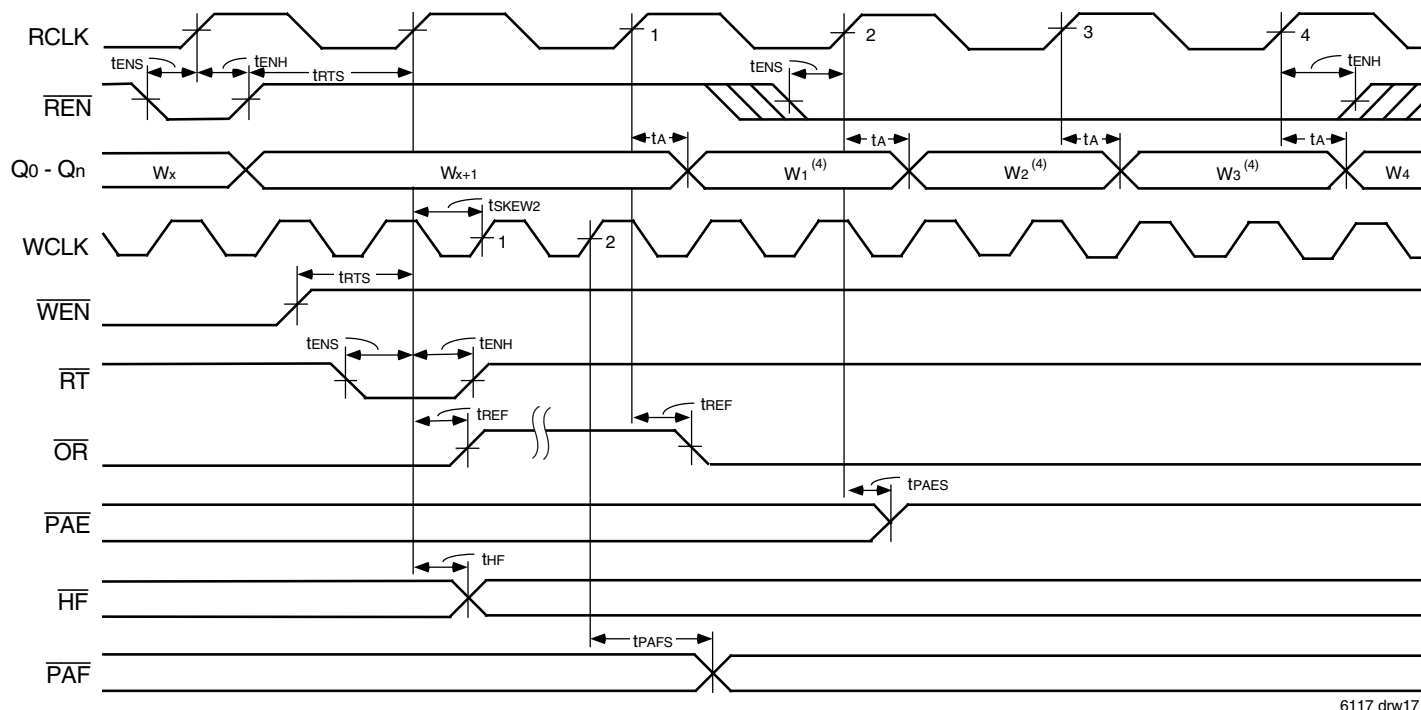 RCLK
1
2
3
4
tENS
tENH
tRTS
tENS
tENH
REN
tA
tA
tA
tA
Q0 - Qn
Wx
Wx+1
W1 (4)
W2 (4)
W3 (4)
W4
tSKEW2
WCLK
1
2
tRTS
WEN
tENS
tENH
RT
tREF
tREF
OR
tPAES
PAE
tHF
HF
tPAFS
PAF
6117 drw17